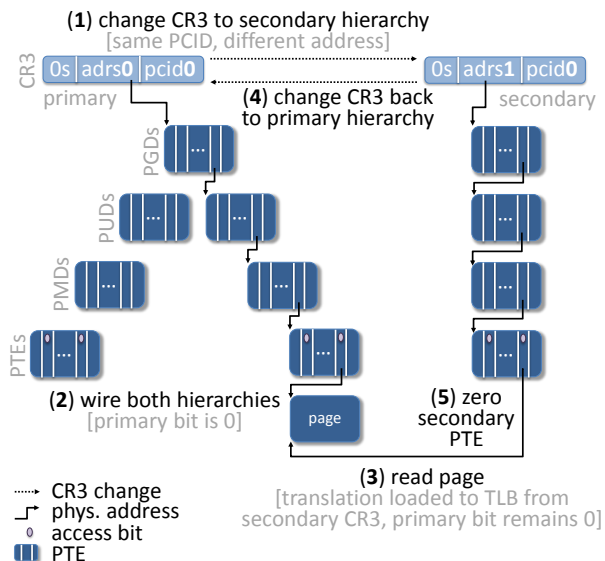 (1) change CR3 to secondary hierarchy
[same PCID, different address]
CR3
0s adrs0 pcid0
0s adrs1 pcid0
primary
(4) change CR3 back
to primary hierarchy
secondary
PGDs
...
...
PUDs
...
...
...
PMDs
...
...
...
PTEs
...
...
...
(2) wire both hierarchies
[primary bit is 0]
page
(5) zero
secondary
PTE
(3) read page
[translation loaded to TLB from
secondary CR3, primary bit remains 0]
CR3 change
phys. address
access bit
PTE